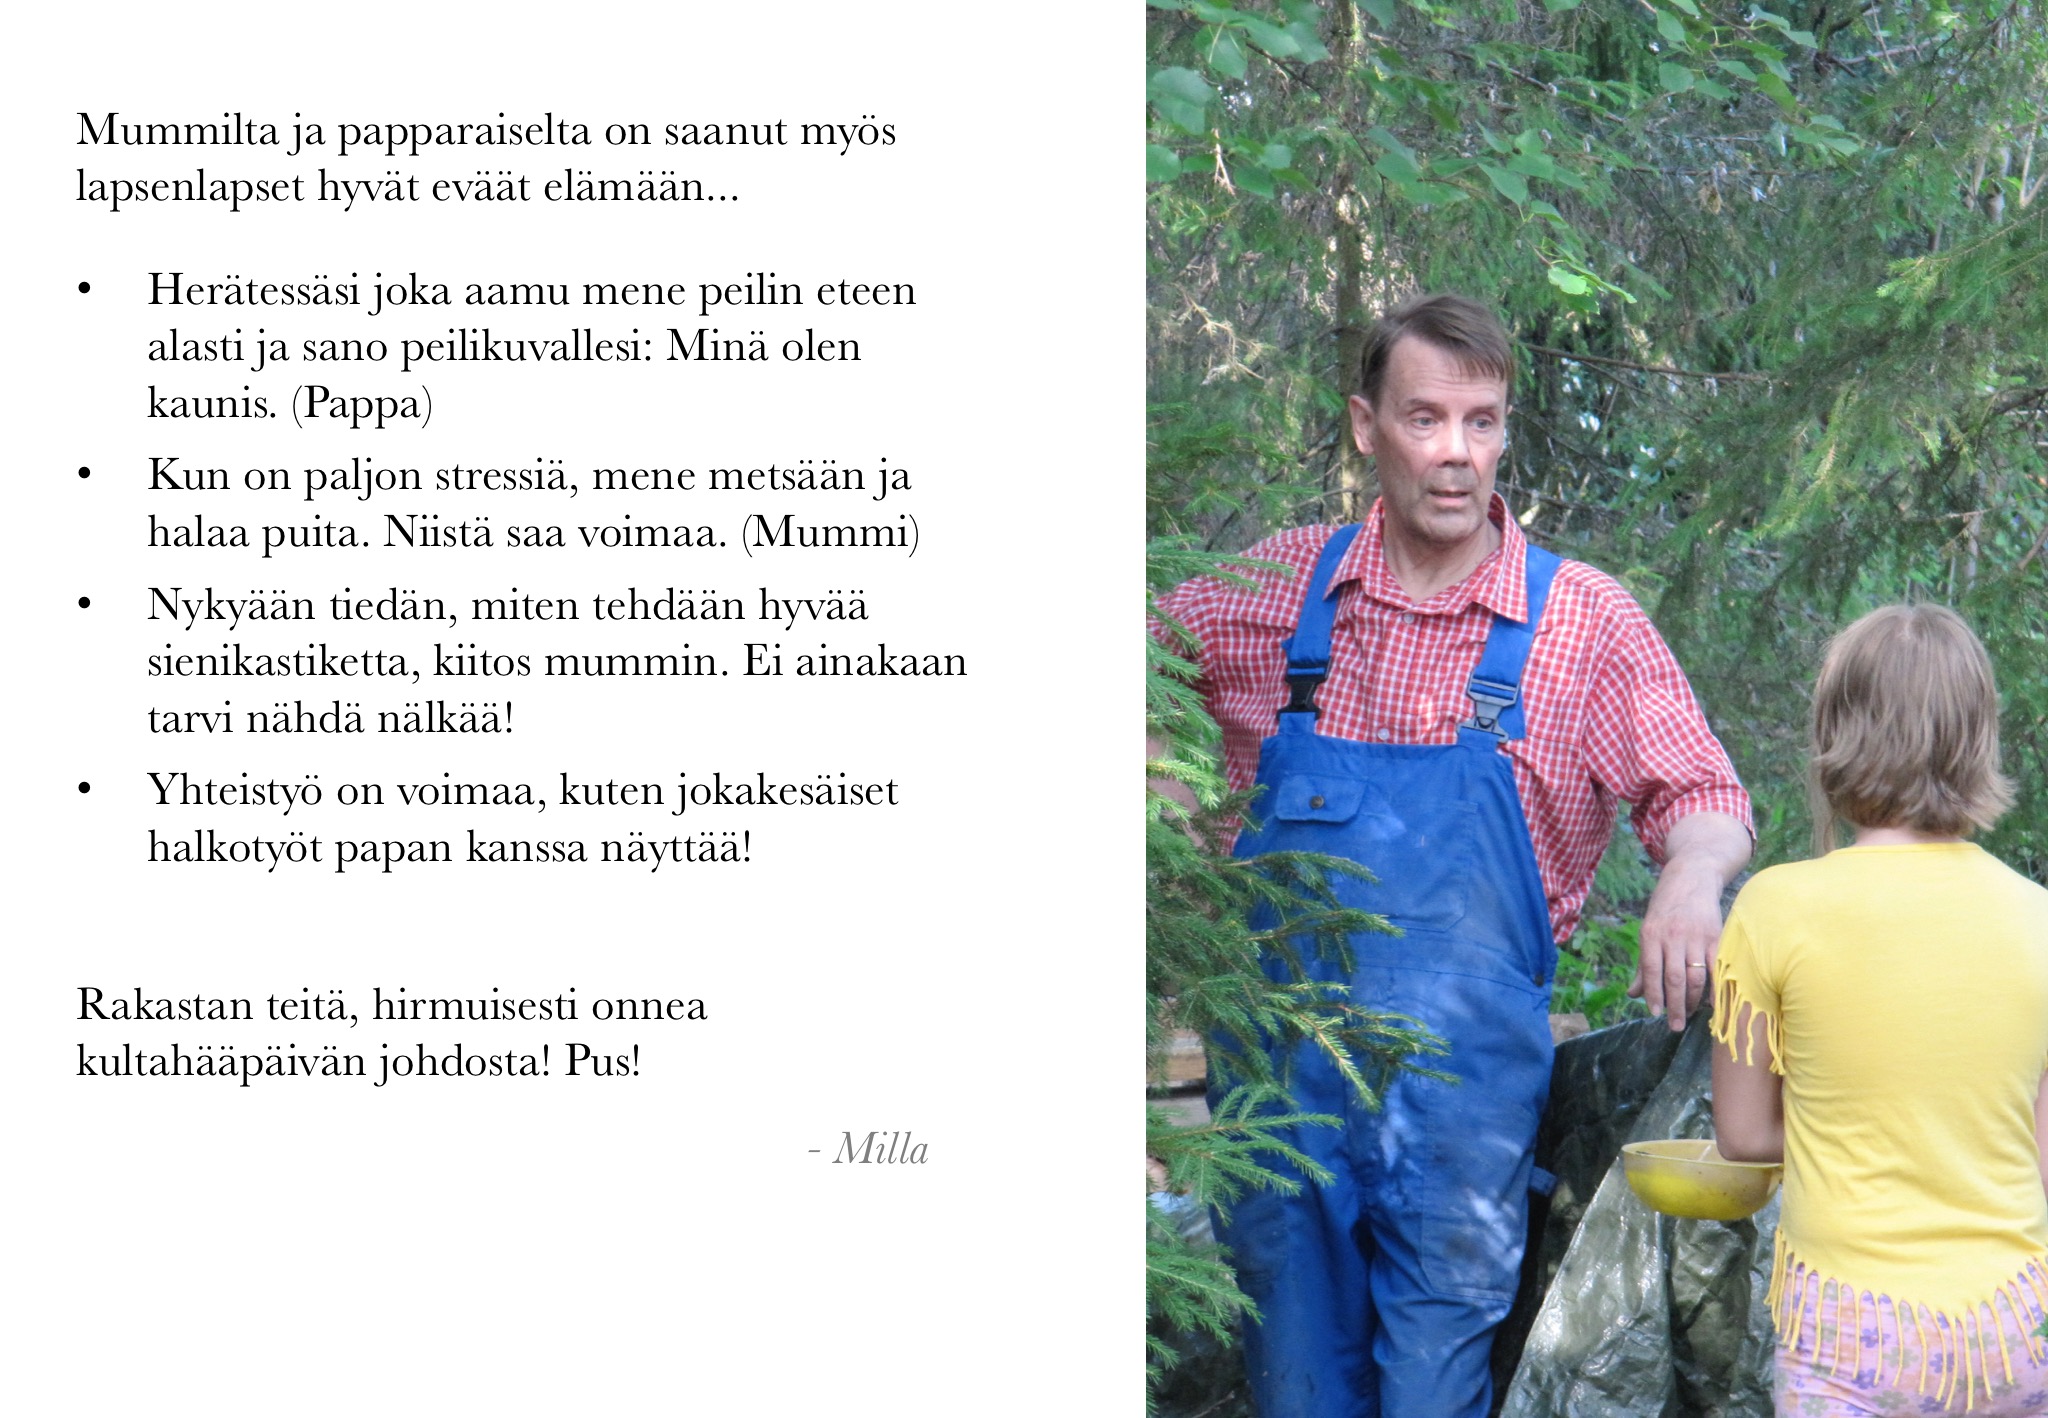 Mummilta ja papparaiselta on saanut myös
lapsenlapset hyvät eväät elämään...
• Herätessäsi joka aamu mene peilin eteen
alasti ja sano peilikuvallesi: Minä olen
kaunis. (Pappa)
• Kun on paljon stressiä, mene metsään ja
halaa puita. Niistä saa voimaa. (Mummi)
• Nykyään tiedän, miten tehdään hyvää
sienikastiketta, kiitos mummin. Ei ainakaan
tarvi nähdä nälkää!
• Yhteistyö on voimaa, kuten jokakesäiset
halkotyöt papan kanssa näyttää!
Rakastan teitä, hirmuisesti onnea
kultahääpäivän johdosta! Pus!
- Milla